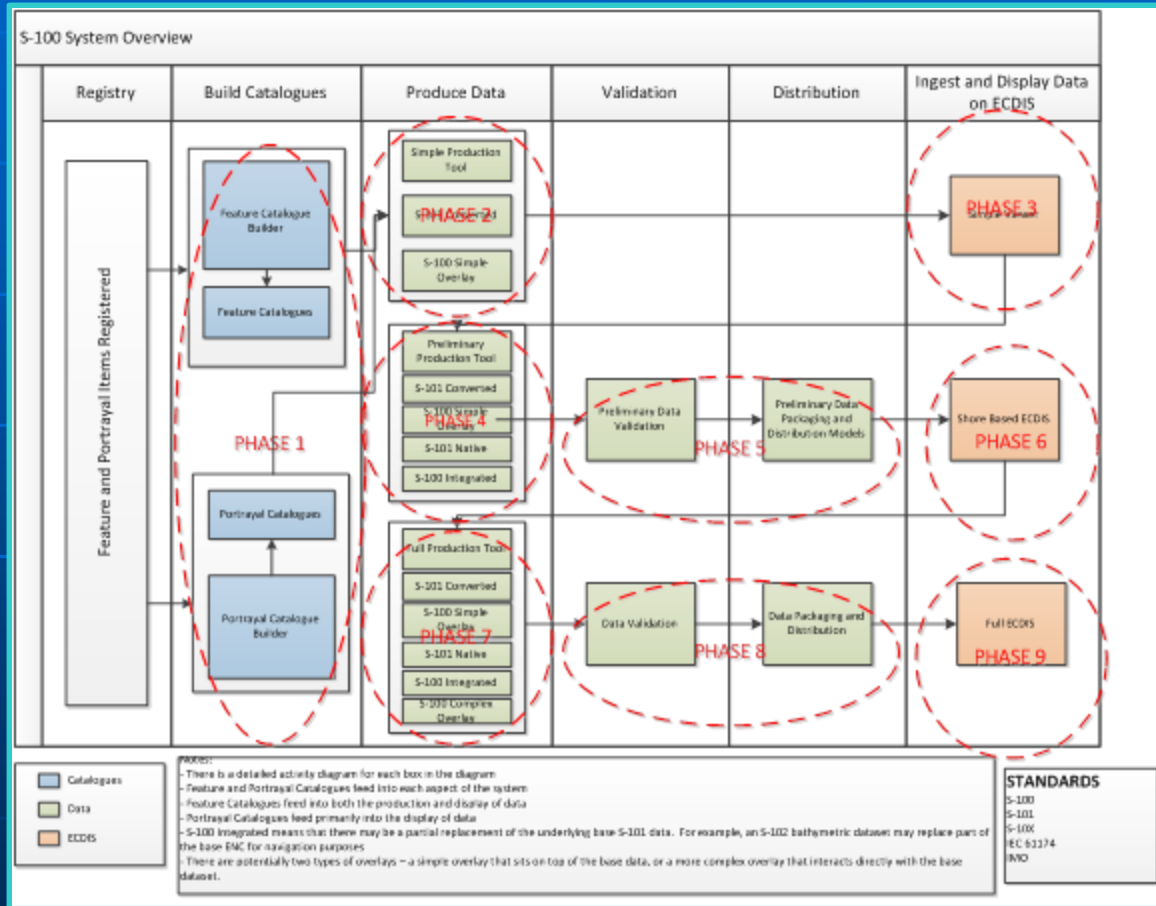 S-100 System Overview
Registry
Build Catalogues
Produce Data
Validation
Distribution
Ingest and Display Data
on ECDIS
Feature and Portrayal Items Registered
Feature Catalogue
Builder
Feature Catalogues
PHASE 1
Portrayal Catalogues
Portrayal Catalogue
Builder
Simple Production
Tool
PHASE 2
S-100 Simple
Overlay
PHASE 3
Preliminary
Production Tool
S-101 Converted
S-100 Simple
Overlay
PHASE 4
S-101 Native
S-100 Integrated
Preliminary Data
Validation
PHASE 5
Preliminary Data
Packaging and
Distribution Models
Shore Based ECDIS
PHASE 6
Full Production Tool
S-101 Converted
S-100 Simple
Overlay
PHASE 7
S-101 Native
S-100 Integrated
S-100 Complex
Overlay
Data Validation
PHASE 8
Data Packaging and
Distribution
Full ECDIS
PHASE 9
Catalogues
Data
ECDIS
Notes:
- There is a detailed activity diagram for each box in the diagram
- Feature and Portrayal Catalogues feed into each aspect of the system
- Feature Catalogues feed into both the production and display of data
- Portrayal Catalogues feed primarily into the display of data
- S-100 Integrated means that there may be a partial replacement of the underlying base S-101 data. For example, an S-102 bathymetric dataset may replace part of
the base ENC for navigation purposes
- There are potentially two types of overlays – a simple overlay that sits on top of the base data, or a more complex overlay that interacts directly with the base
dataset.
STANDARDS
S-100
S-101
S-10X
IEC 61174
IMO